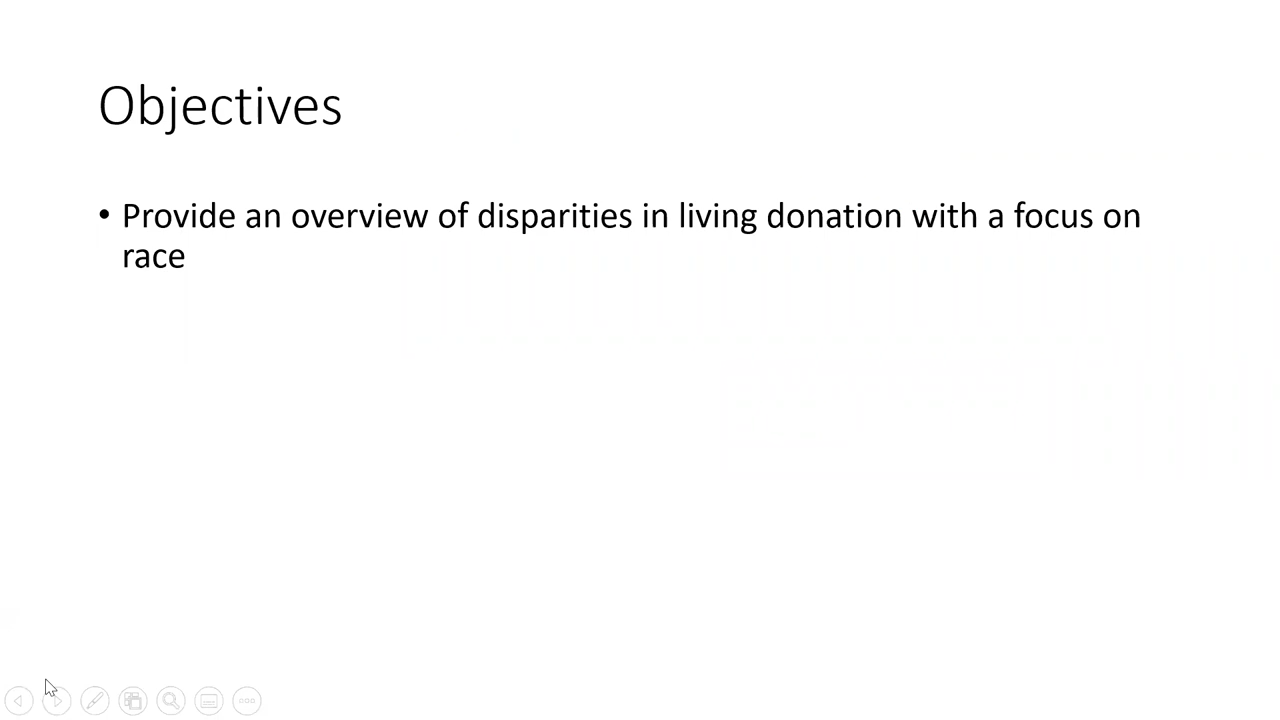 Objectives
• Provide an overview of disparities in living donation with a focus on
race